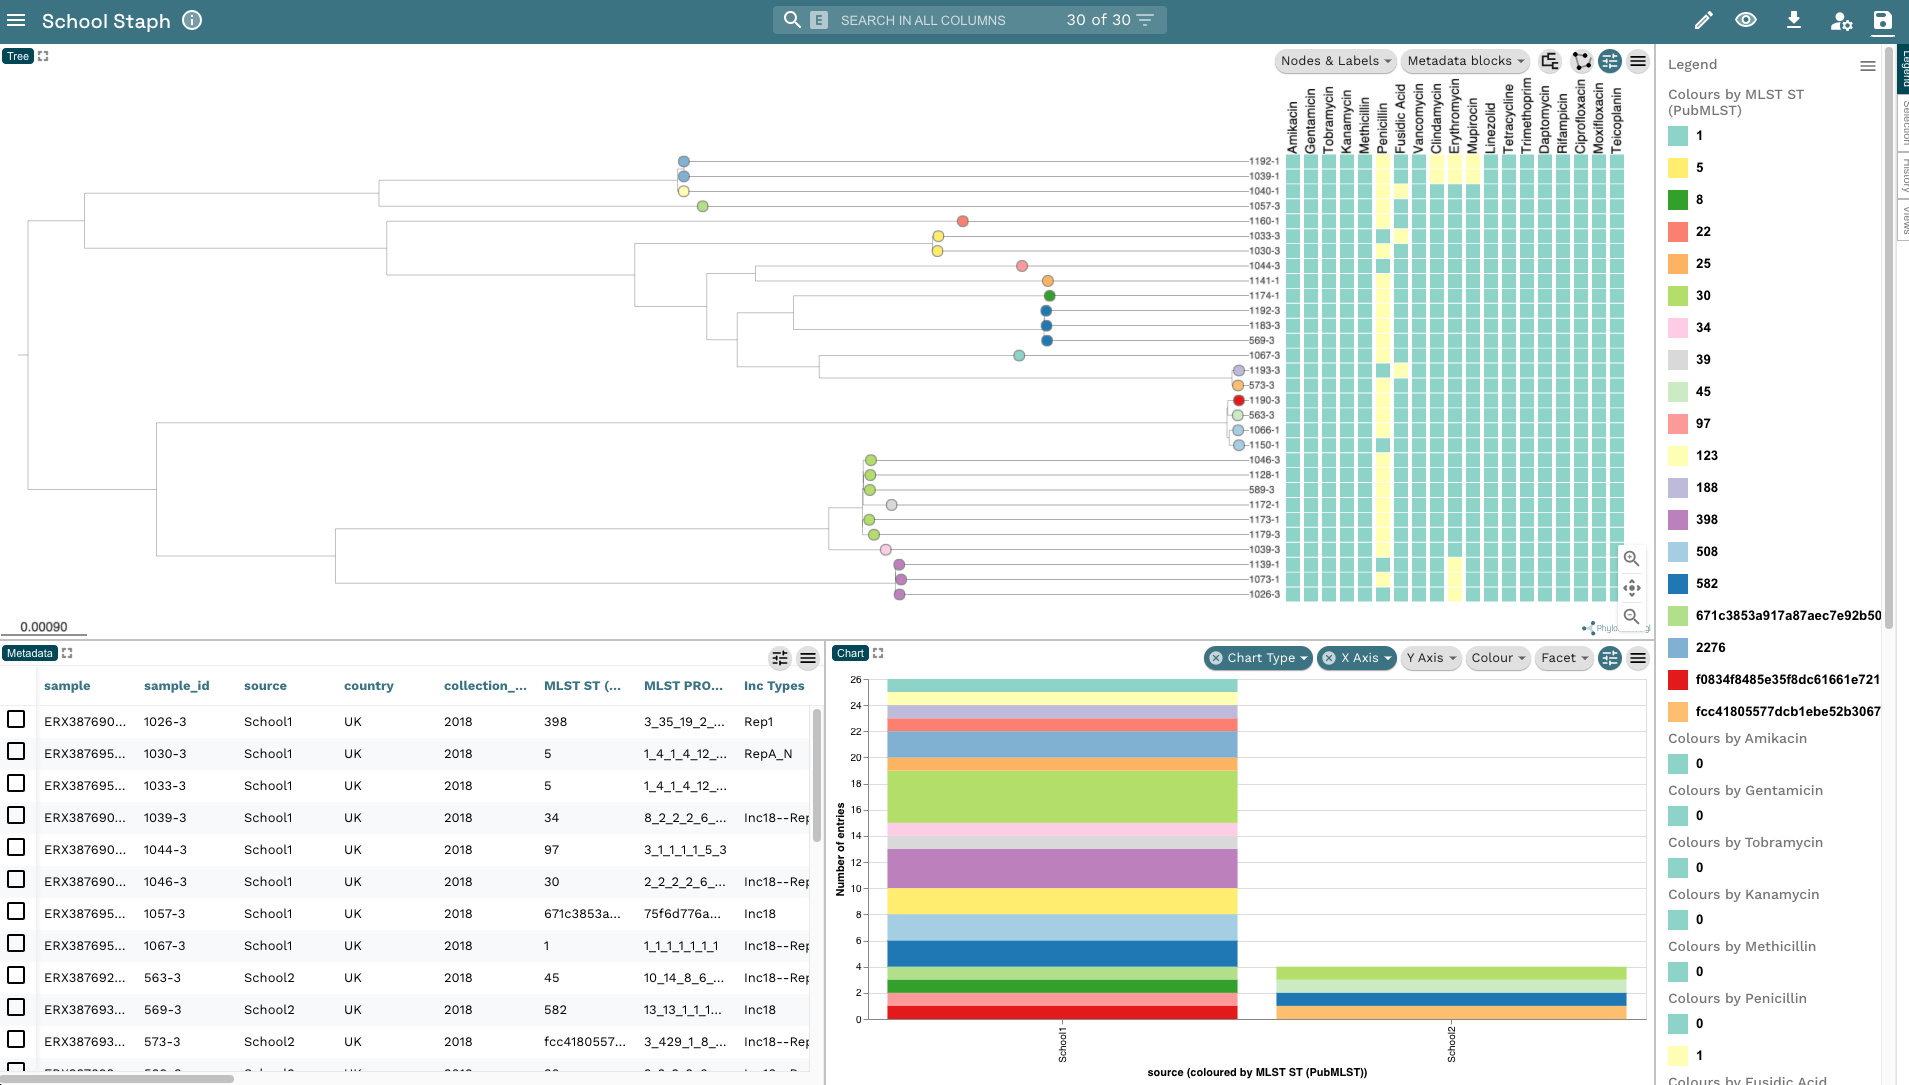 School Staph
E SEARCH IN ALL COLUMNS 30 of 30
Tree
Nodes & Labels
Metadata blocks
Amikacin
Gentamicin
Tobramycin
Kanamycin
Methicillin
Penicillin
Fusidic Acid
Vancomycin
Clindamycin
Erythromycin
Mupirocin
Linezolid
Tetracycline
Trimethoprim
Daptomycin
Rifampicin
Ciprofloxacin
Moxifloxacin
Teicoplanin
1192-1
1039-1
1040-1
1057-3
1160-1
1033-3
1030-3
1044-3
1141-1
1174-1
1192-3
1183-3
569-3
1067-3
1193-3
573-3
1190-3
563-3
1066-1
1150-1
1046-3
1128-1
589-3
1172-1
1173-1
1179-3
1039-3
1139-1
1073-1
1026-3
0.00090
Legend
Colours by MLST ST
(PubMLST)
1
5
8
22
25
30
34
39
45
97
123
188
398
508
582
671c3853a917a87aec7e92b50
2276
f0834f8485e35f8dc61661e721
fcc41805577dcb1ebe52b3067
Colours by Amikacin
0
Colours by Gentamicin
0
Colours by Tobramycin
0
Colours by Kanamycin
0
Colours by Methicillin
0
Colours by Penicillin
0
1
Colours by Fusidic Acid
Legend
Selection
History
Views
Metadata
sample sample_id source country collection_... MLST ST (... MLST PRO... Inc Types
ERX387690... 1026-3 School1 UK 2018 398 3_35_19_2_... Rep1
ERX387695... 1030-3 School1 UK 2018 5 1_4_1_4_12_... RepA_N
ERX387695... 1033-3 School1 UK 2018 5 1_4_1_4_12_...
ERX387690... 1039-3 School1 UK 2018 34 8_2_2_2_6_... Inc18--Rep
ERX387690... 1044-3 School1 UK 2018 97 3_1_1_1_1_5_3
ERX387690... 1046-3 School1 UK 2018 30 2_2_2_2_6_... Inc18--Rep
ERX387695... 1057-3 School1 UK 2018 671c3853a... 75f6d776a... Inc18
ERX387695... 1067-3 School1 UK 2018 1 1_1_1_1_1_1_1 Inc18--Rep
ERX387692... 563-3 School2 UK 2018 45 10_14_8_6_... Inc18--Rep
ERX387693... 569-3 School2 UK 2018 582 13_13_1_1_1... Inc18
ERX387693... 573-3 School2 UK 2018 fcc4180557... 3_429_1_8_... Inc18--Rep
Chart
Chart Type
X Axis
Y Axis
Colour
Facet
Number of entries
26
24
22
20
18
16
14
12
10
8
6
4
2
0
School1
School2
source (coloured by MLST ST (PubMLST))